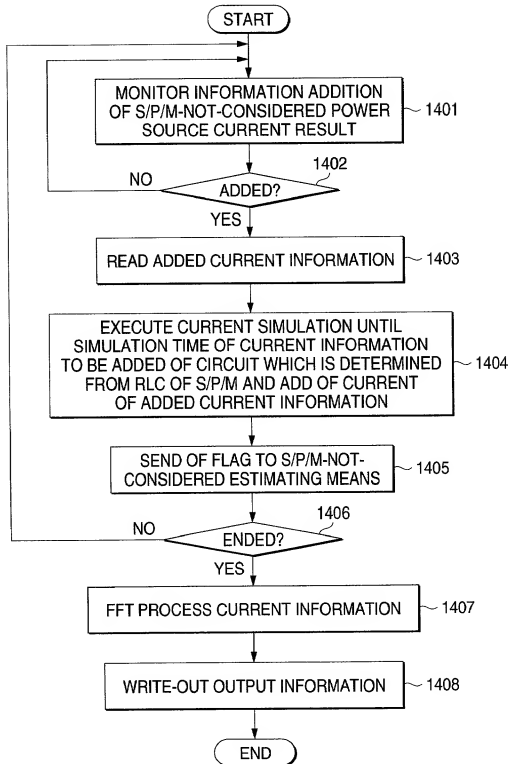 START
MONITOR INFORMATION ADDITION
OF S/P/M-NOT-CONSIDERED POWER
SOURCE CURRENT RESULT
1401
1402
NO
ADDED?
YES
READ ADDED CURRENT INFORMATION
1403
EXECUTE CURRENT SIMULATION UNTIL
SIMULATION TIME OF CURRENT INFORMATION
TO BE ADDED OF CIRCUIT WHICH IS DETERMINED
FROM RLC OF S/P/M AND ADD OF CURRENT
OF ADDED CURRENT INFORMATION
1404
SEND OF FLAG TO S/P/M-NOT-
CONSIDERED ESTIMATING MEANS
1405
1406
NO
ENDED?
YES
FFT PROCESS CURRENT INFORMATION
1407
WRITE-OUT OUTPUT INFORMATION
1408
END